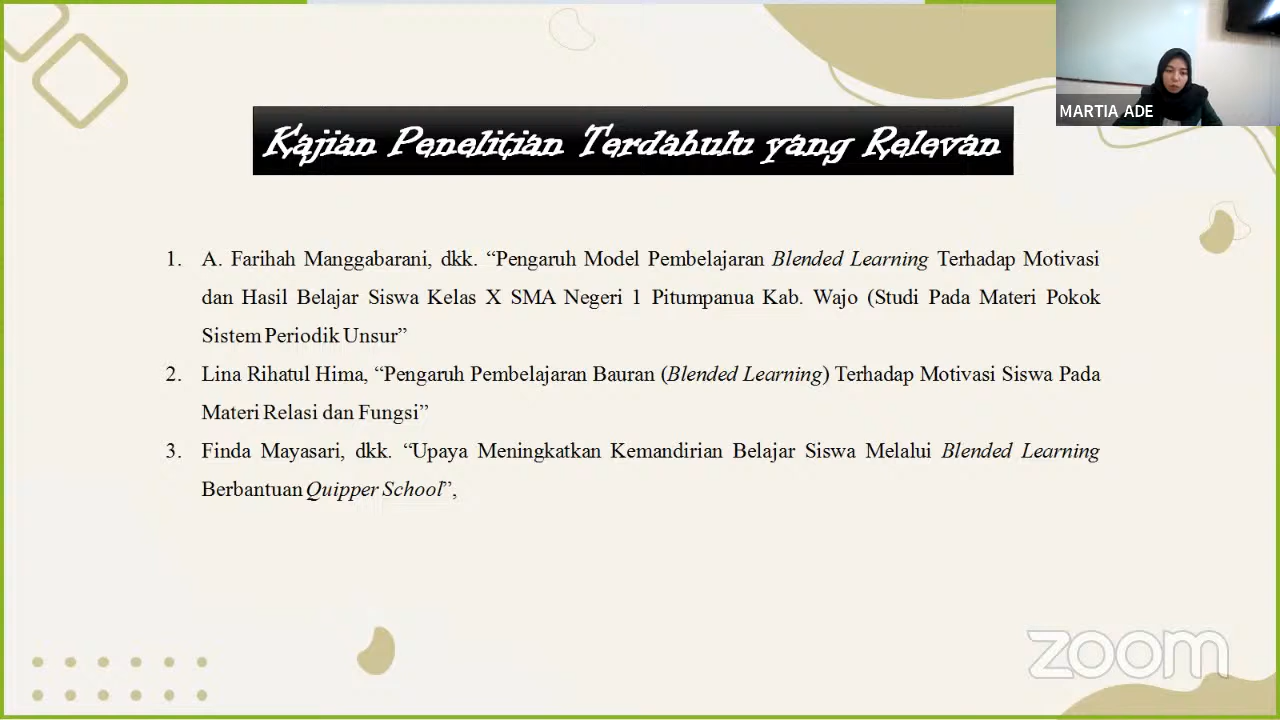 MARTIA ADE
Kajian Penelitian Terdahulu yang Relevan
1. A. Farihah Manggabarani, dkk. “Pengaruh Model Pembelajaran Blended Learning Terhadap Motivasi
dan Hasil Belajar Siswa Kelas X SMA Negeri 1 Pitumpanua Kab. Wajo (Studi Pada Materi Pokok
Sistem Periodik Unsur”
2. Lina Rihatul Hima, “Pengaruh Pembelajaran Bauran (Blended Learning) Terhadap Motivasi Siswa Pada
Materi Relasi dan Fungsi”
3. Finda Mayasari, dkk. “Upaya Meningkatkan Kemandirian Belajar Siswa Melalui Blended Learning
Berbantuan Quipper School”,
zoom